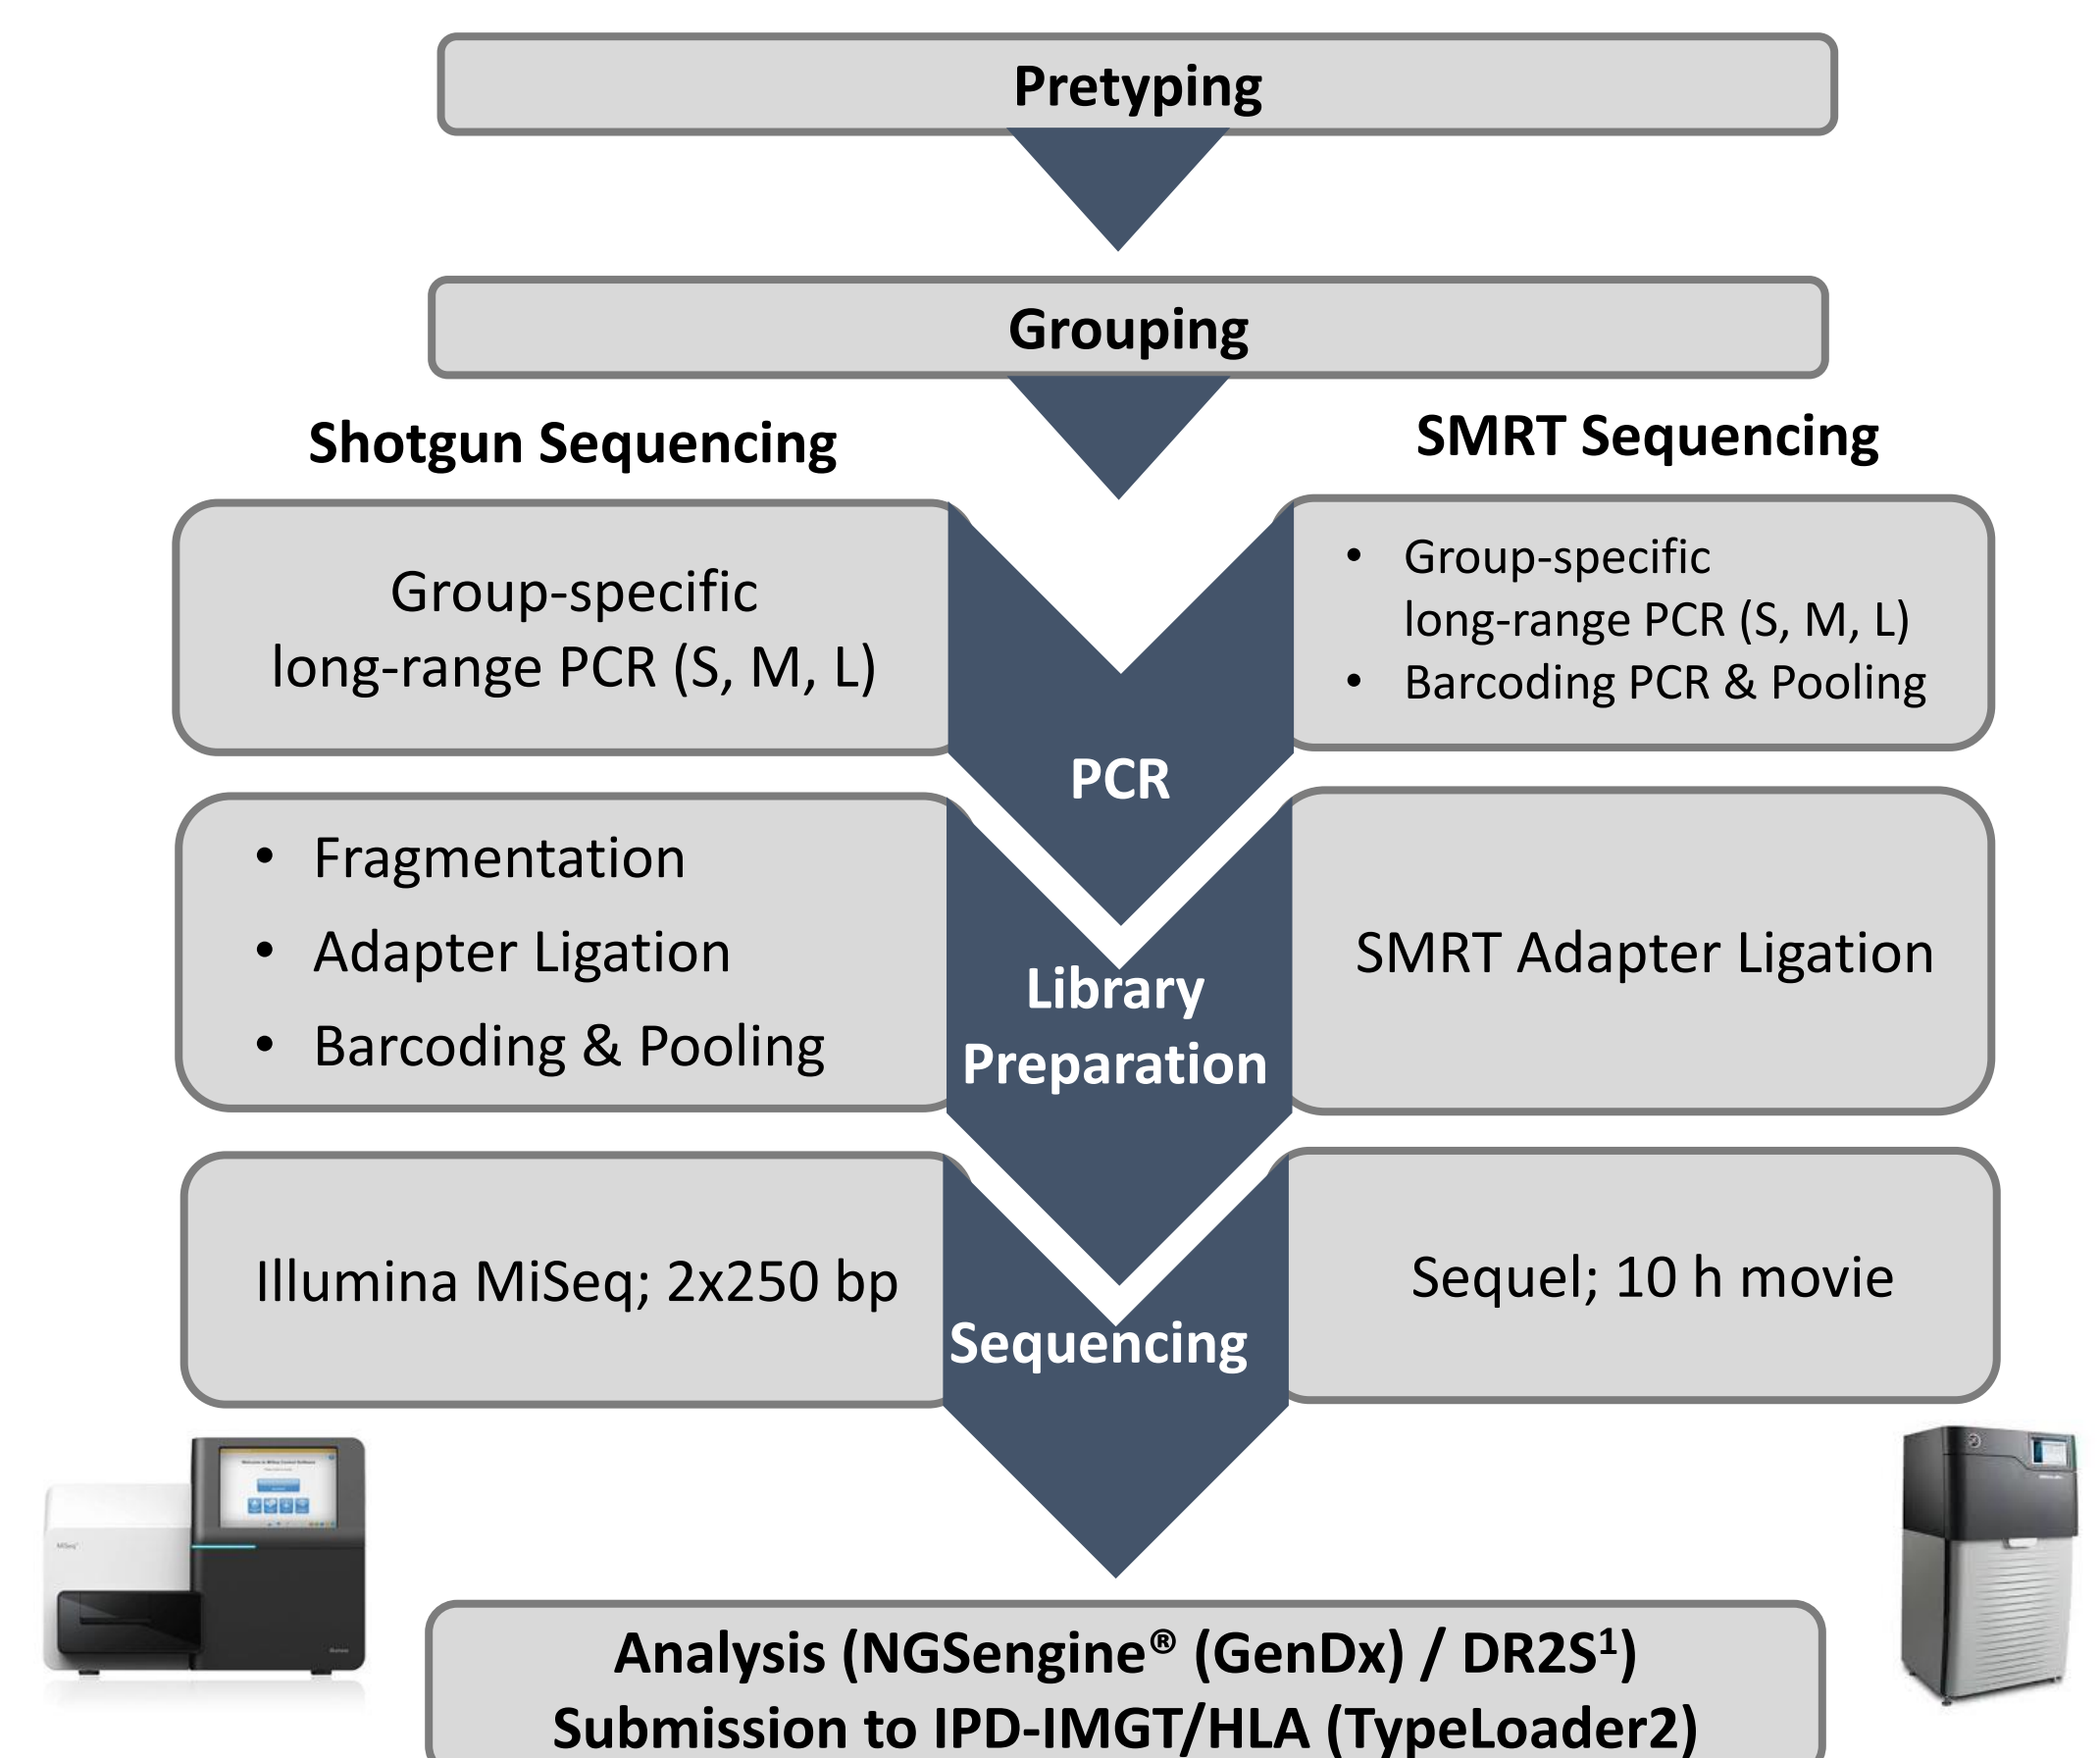 Pretyping
Grouping
Shotgun Sequencing
SMRT Sequencing
Group-specific
long-range PCR (S, M, L)
• Group-specific
long-range PCR (S, M, L)
• Barcoding PCR & Pooling
PCR
• Fragmentation
• Adapter Ligation
• Barcoding & Pooling
Library
Preparation
SMRT Adapter Ligation
Illumina MiSeq; 2x250 bp
Sequencing
Sequel; 10 h movie
MiSeq
Analysis (NGSengine® (GenDx) / DR2S¹)
Submission to IPD-IMGT/HLA (TypeLoader2)